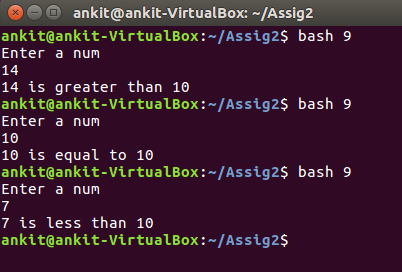 ankit@ankit-VirtualBox: ~/Assig2
ankit@ankit-VirtualBox:~/Assig2$ bash 9
Enter a num
14
14 is greater than 10
ankit@ankit-VirtualBox:~/Assig2$ bash 9
Enter a num
10
10 is equal to 10
ankit@ankit-VirtualBox:~/Assig2$ bash 9
Enter a num
7
7 is less than 10
ankit@ankit-VirtualBox:~/Assig2$